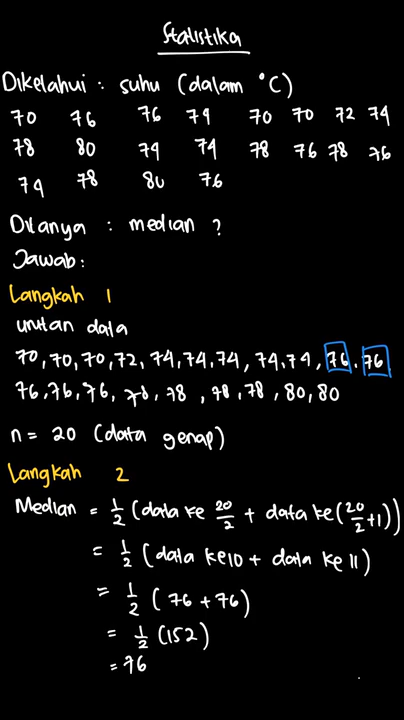 Statistika
Diketahui : suhu (dalam °C)
70 76 76 74 70 70 72 74
78 80 74 74 78 76 78 76
74 78 80 76
Ditanya : median ?
Jawab:
Langkah 1
urutan data
70, 70, 70, 72, 74, 74, 74, 74, 74, 76, 76
76, 76, 76, 78, 78, 78, 78, 80, 80
n = 20 (data genap)
Langkah 2
Median = 1/2 (data ke 20/2 + data ke (20/2 + 1))
= 1/2 (data ke 10 + data ke 11)
= 1/2 (76 + 76)
= 1/2 (152)
= 76